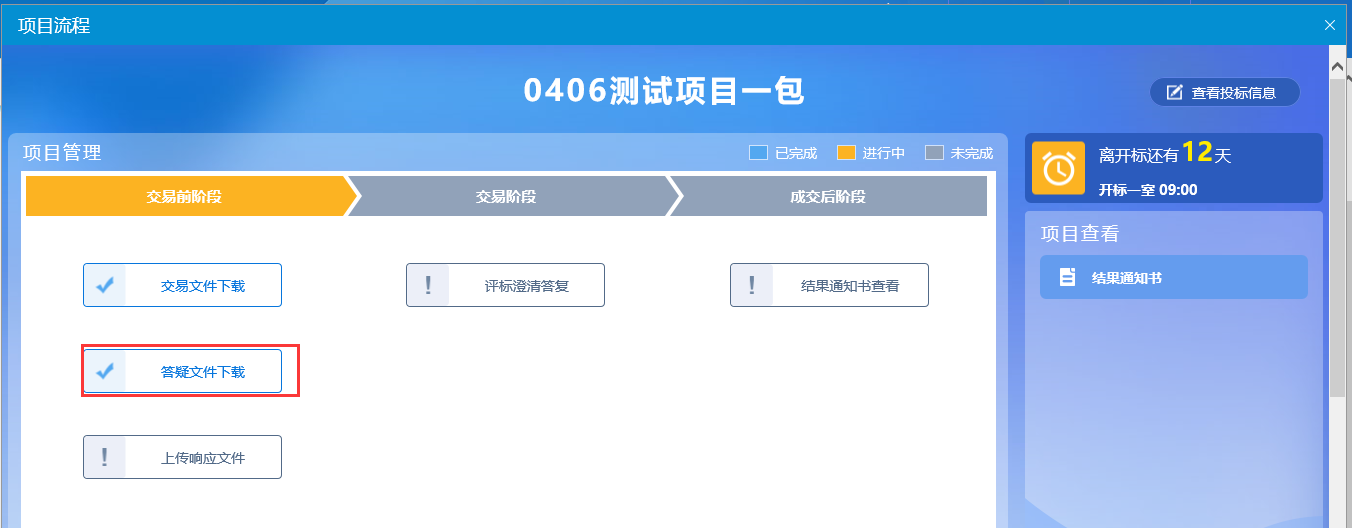 项目流程
0406测试项目一包
查看投标信息
项目管理
已完成
进行中
未完成
离开标还有12天
开标一室 09:00
交易前阶段
交易阶段
成交后阶段
项目查看
结果通知书
交易文件下载
评标澄清答复
结果通知书查看
答疑文件下载
上传响应文件